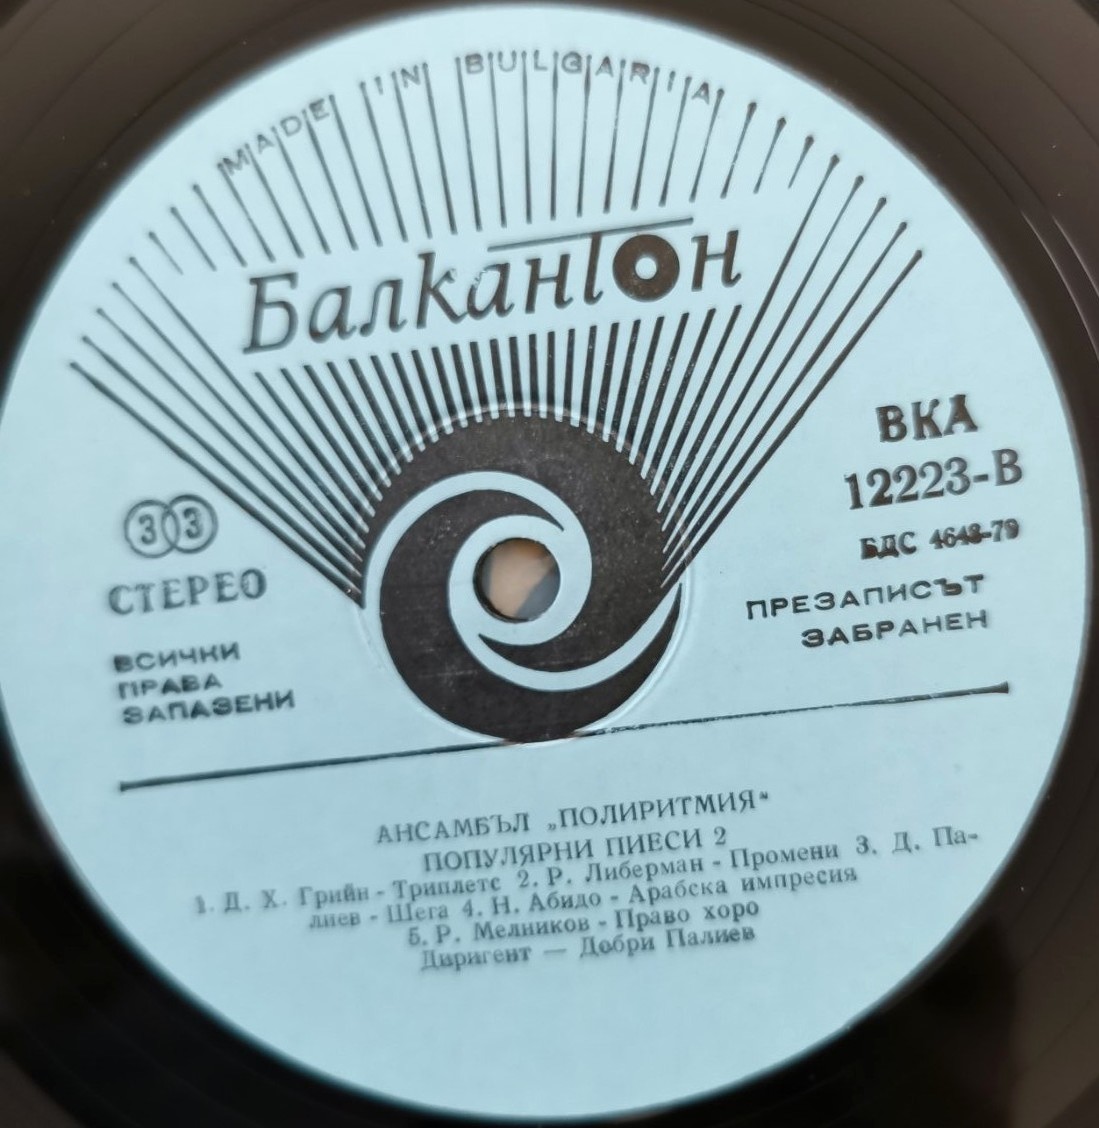 MADE IN BULGARIA
Балкантон
ВКА
12223-В
33
БДС 4648-79
СТЕРЕО
ПРЕЗАПИСЪТ
ЗАБРАНЕН
ВСИЧКИ
ПРАВА
ЗАПАЗЕНИ
АНСАМБЪЛ „ПОЛИРИТМИЯ“
ПОПУЛЯРНИ ПИЕСИ 2
1. Д. Х. Грийн - Триплетс 2. Р. Либерман - Промени 3. Д. Па-
лиев - Шега 4. Н. Абидо - Арабска импресия
5. Р. Мелников - Право хоро
Диригент — Добри Палиев